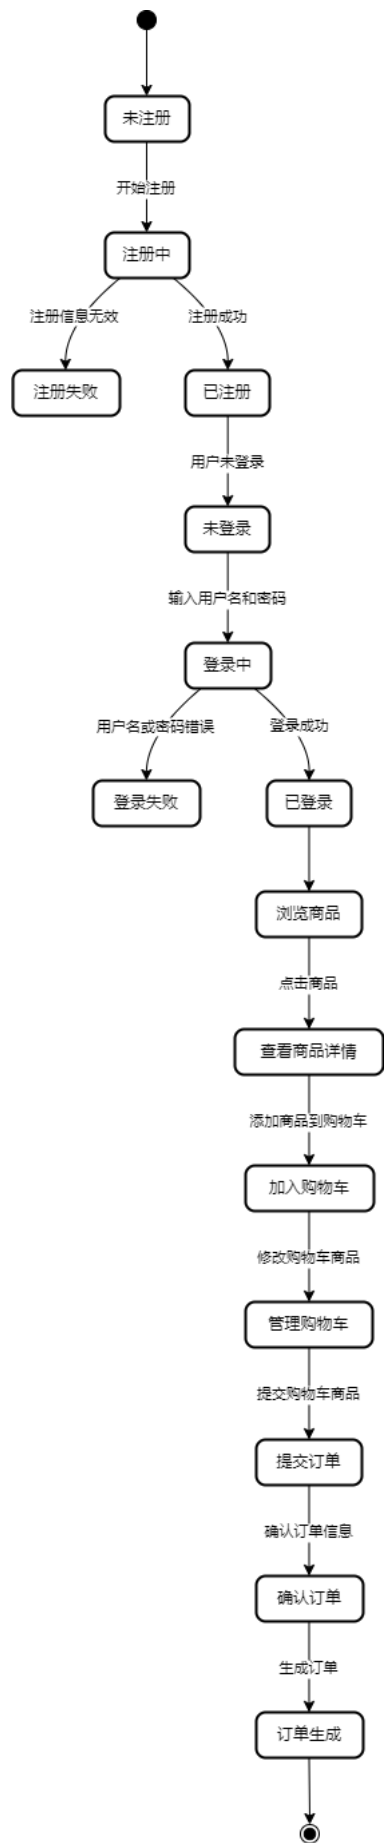 未注册
开始注册
注册中
注册信息无效
注册成功
注册失败
已注册
用户未登录
未登录
输入用户名和密码
登录中
用户名或密码错误
登录成功
登录失败
已登录
浏览商品
点击商品
查看商品详情
添加商品到购物车
加入购物车
修改购物车商品
管理购物车
提交购物车商品
提交订单
确认订单信息
确认订单
生成订单
订单生成